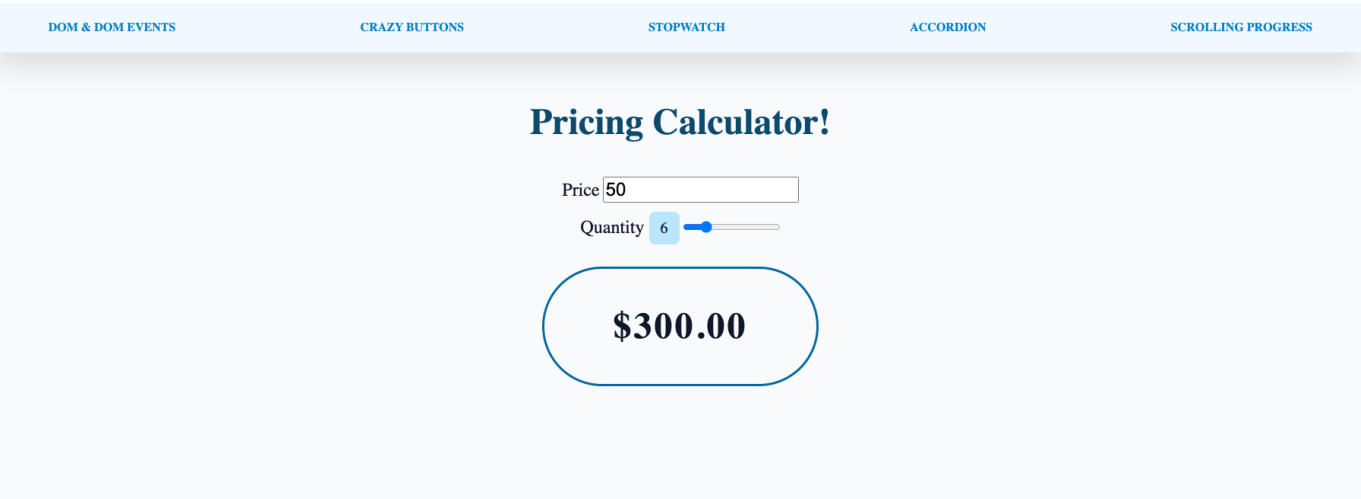 DOM & DOM EVENTS CRAZY BUTTONS STOPWATCH ACCORDION SCROLLING PROGRESS
Pricing Calculator!
Price 50
Quantity 6
$300.00